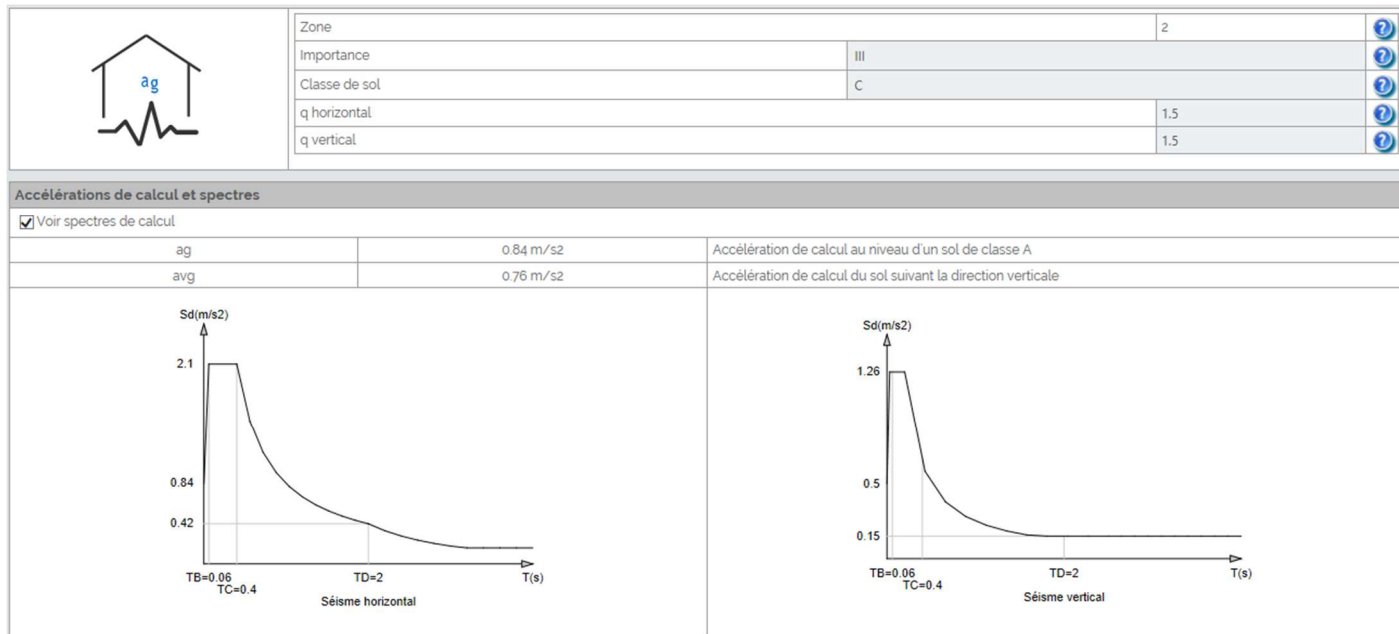 ag
Zone 2 ?
Importance III ?
Classe de sol C ?
q horizontal 1.5 ?
q vertical 1.5 ?
Accélérations de calcul et spectres
Voir spectres de calcul
ag 0.84 m/s2 Accélération de calcul au niveau d'un sol de classe A
avg 0.76 m/s2 Accélération de calcul du sol suivant la direction verticale
Sd(m/s2)
2.1
0.84
0.42
TB=0.06 TD=2 T(s)
TC=0.4
Séisme horizontal
Sd(m/s2)
1.26
0.5
0.15
TB=0.06 TD=2 T(s)
TC=0.4
Séisme vertical